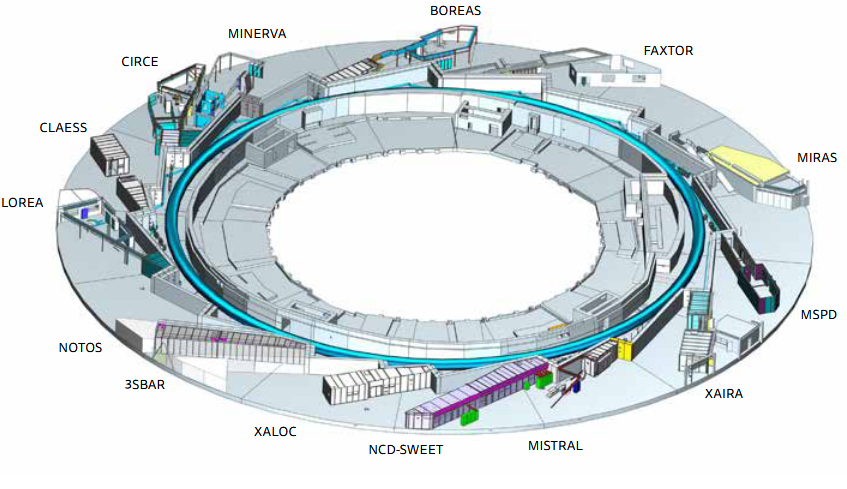 BOREAS
MINERVA
FAXTOR
CIRCE
CLAESS
MIRAS
LOREA
MSPD
NOTOS
3SBAR
XAIRA
XALOC
NCD-SWEET
MISTRAL